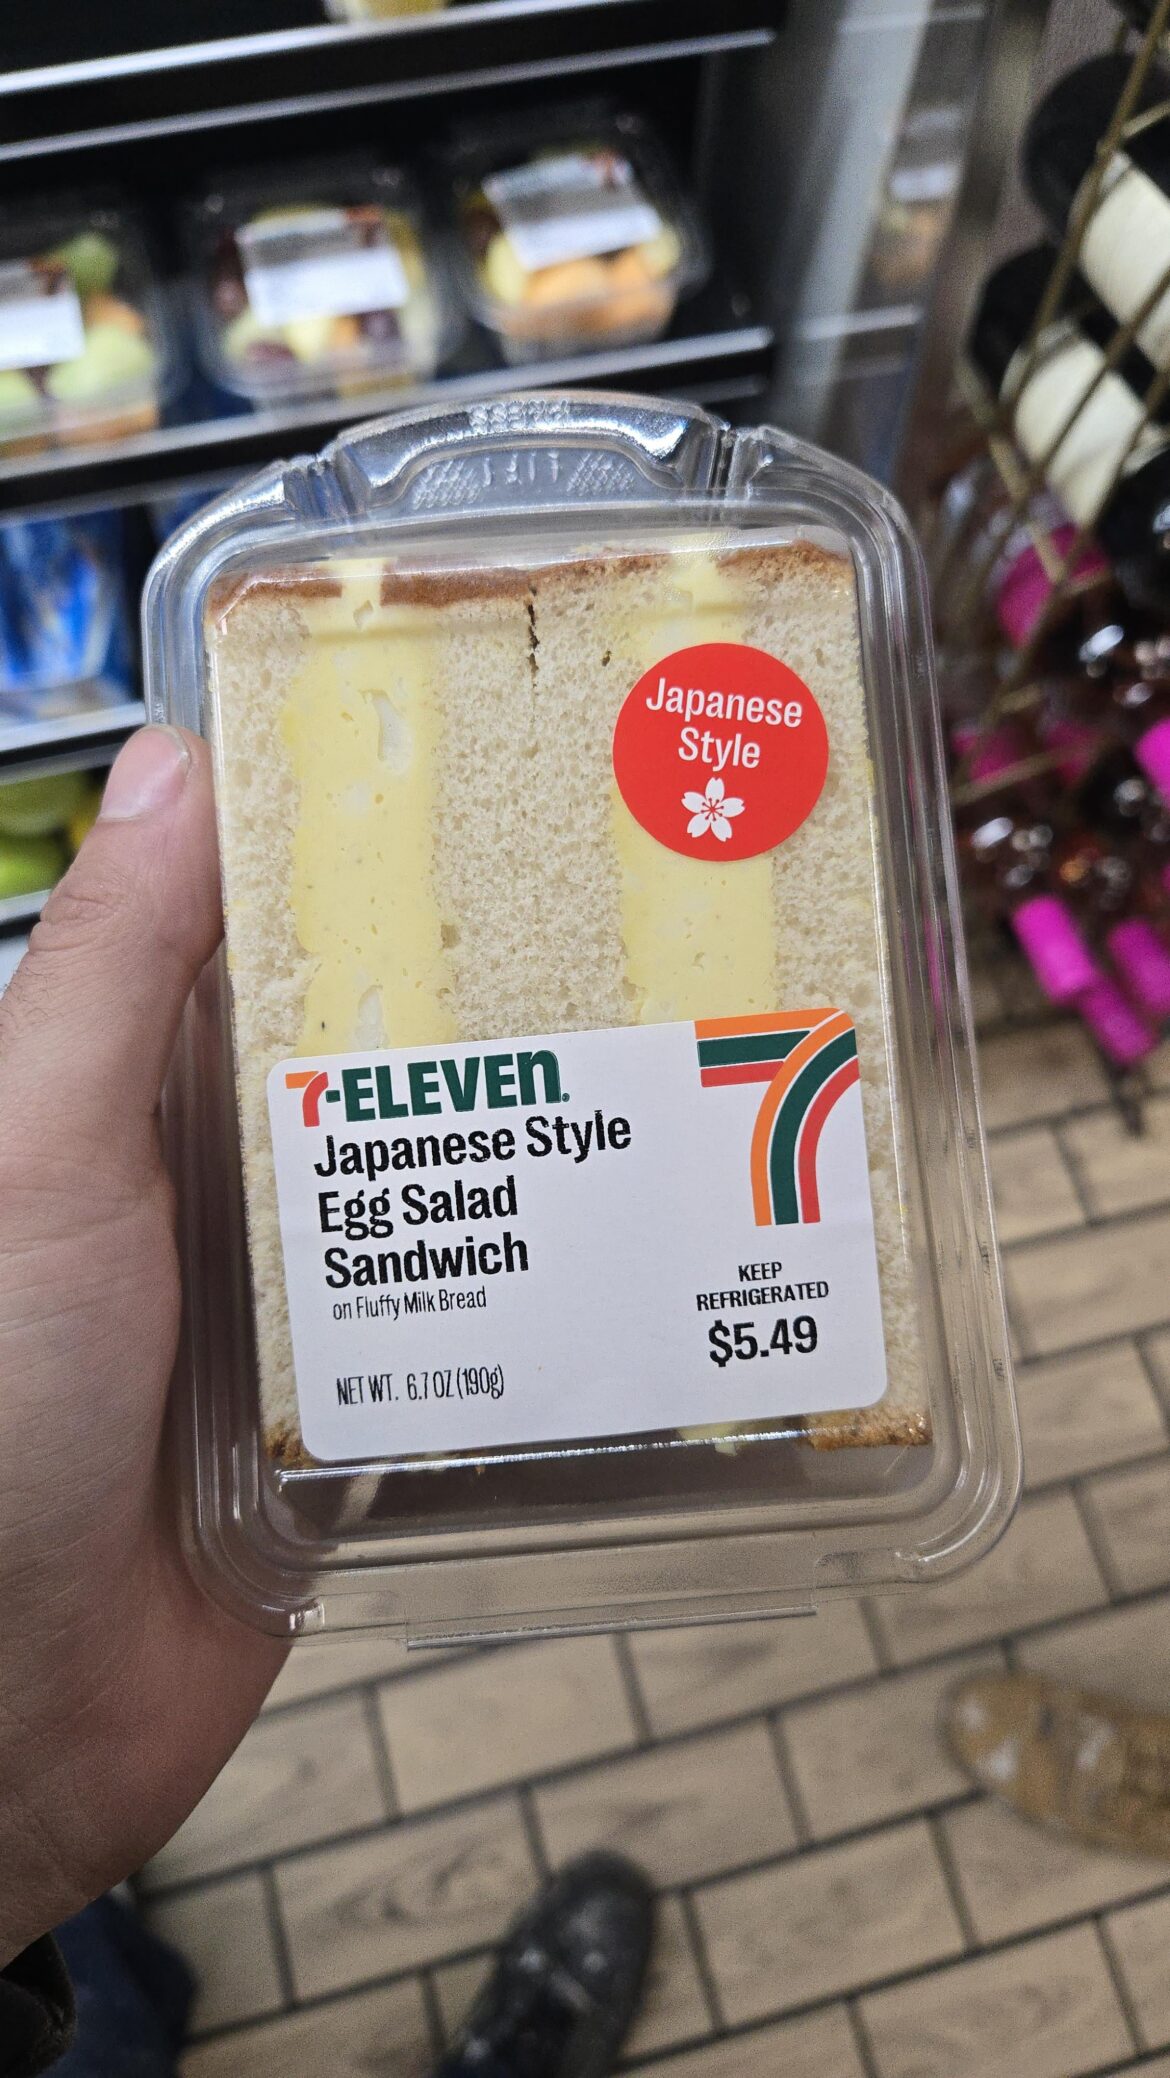 Japanese
Style
7-ELEVEn®
Japanese Style
Egg Salad
Sandwich
on Fluffy Milk Bread
KEEP
REFRIGERATED
$5.49
NET WT. 6.7 OZ (190g)